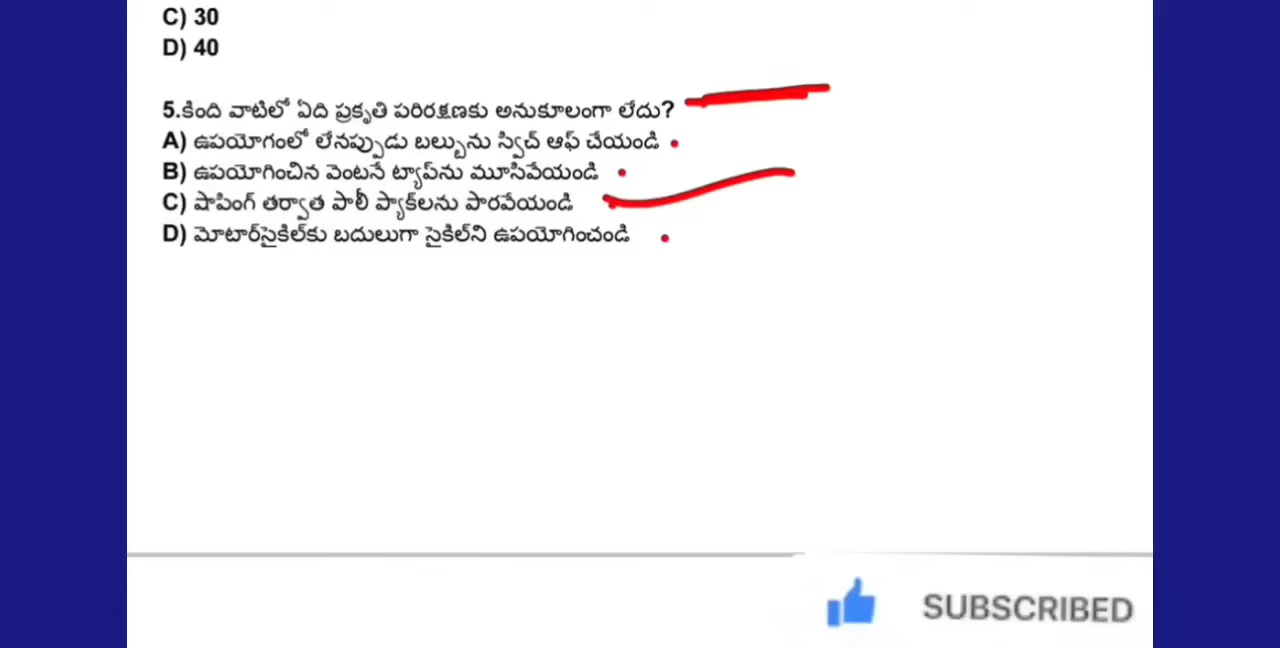 C) 30
D) 40
5.కింది వాటిలో ఏది ప్రకృతి పరిరక్షణకు అనుకూలంగా లేదు?
A) ఉపయోగంలో లేనప్పుడు బల్బును స్విచ్ ఆఫ్ చేయండి
B) ఉపయోగించిన వెంటనే ట్యాప్‌ను మూసివేయండి
C) షాపింగ్ తర్వాత పాలీ ప్యాక్‌లను పారవేయండి
D) మోటార్‌సైకిల్‌కు బదులుగా సైకిల్‌ని ఉపయోగించండి
SUBSCRIBED